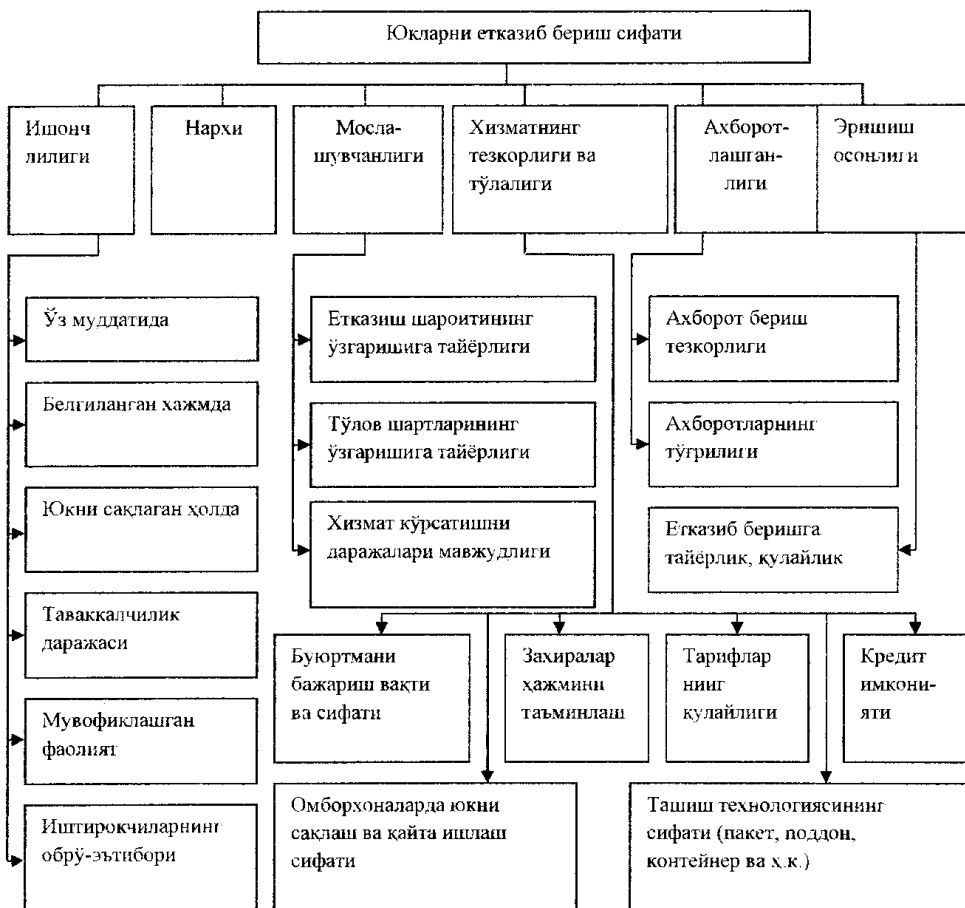 Юкларни етказиб бериш сифати
Ишонч
лилиги
Нархи
Мосла-
шувчанлиги
Хизматнинг
тезкорлиги ва
тўлалиги
Ахборот-
лашган-
лиги
Эришиш
осонлиги
Ўз муддатида
Белгиланган хажмда
Юкни сақлаган ҳолда
Таваккалчилик
даражаси
Мувофиклашган
фаолият
Иштирокчиларнинг
обрў-эътибори
Етказиш шароитининг
ўзгаришига тайёрлиги
Тўлов шартларининг
ўзгаришига тайёрлиги
Хизмат кўрсатишни
даражалари мавжудлиги
Ахборот бериш
тезкорлиги
Ахборотларнинг
тўғрилиги
Етказиб беришга
тайёрлик, қулайлик
Буюртмани
бажариш вақти
ва сифати
Захиралар
ҳажмини
таъминлаш
Тарифлар
нинг
қулайлиги
Кредит
имкони-
яти
Омборхоналарда юкни
сақлаш ва қайта ишлаш
сифати
Ташиш технологиясининг
сифати (пакет, поддон,
контейнер ва ҳ.к.)